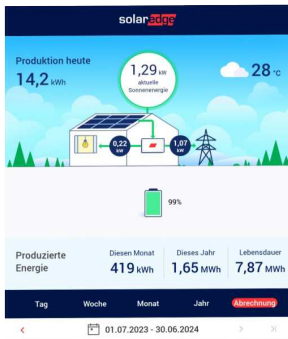 solaredge
Produktion heute
14,2 kWh
1,29 kW
aktuelle
Sonnenenergie
28 °C
0,22
kW
1,07
kW
99%
Produzierte
Energie
Diesen Monat
419 kWh
Dieses Jahr
1,65 MWh
Lebensdauer
7,87 MWh
Tag Woche Monat Jahr Abrechnung
01.07.2023 - 30.06.2024